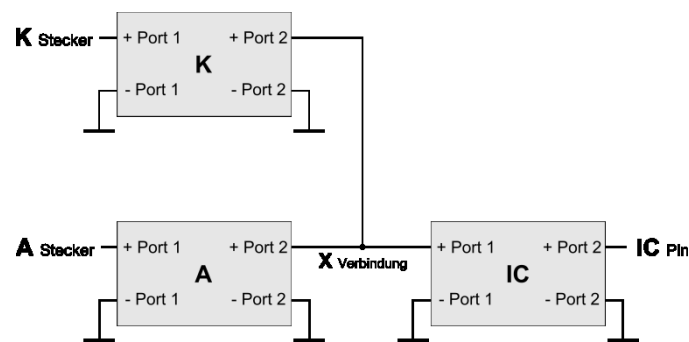 K Stecker
+ Port 1 + Port 2
K
- Port 1 - Port 2
A Stecker
+ Port 1 + Port 2
A
- Port 1 - Port 2
X Verbindung
+ Port 1 + Port 2
IC
- Port 1 - Port 2
IC Pin